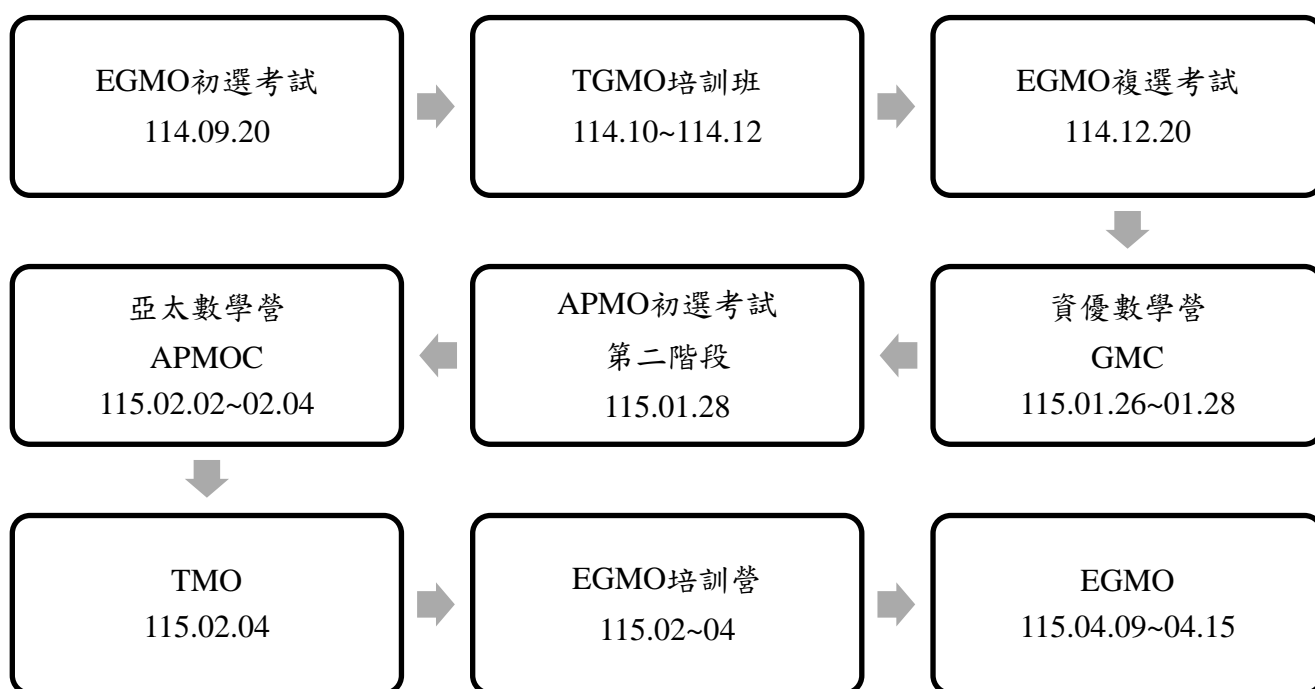 EGMO初選考試
114.09.20
TGMO培訓班
114.10~114.12
EGMO複選考試
114.12.20
資優數學營
GMC
115.01.26~01.28
APMO初選考試
第二階段
115.01.28
亞太數學營
APMOC
115.02.02~02.04
TMO
115.02.04
EGMO培訓營
115.02~04
EGMO
115.04.09~04.15